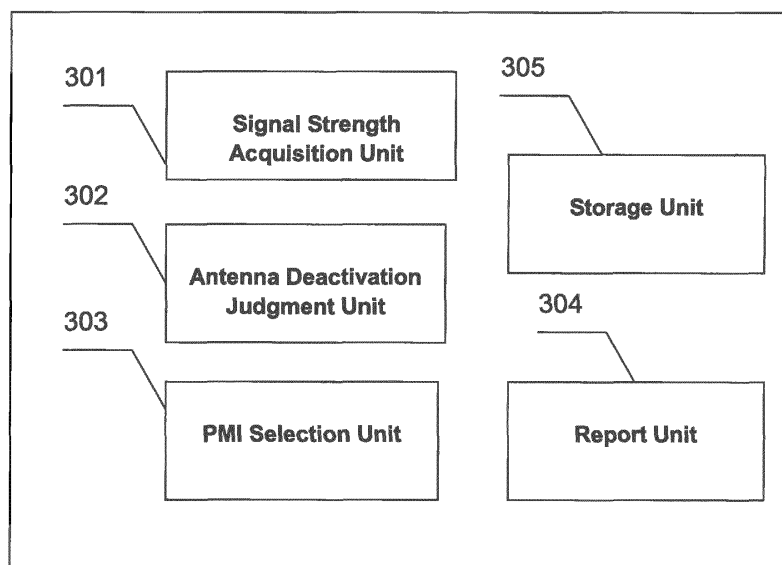 301
Signal Strength
Acquisition Unit
302
Antenna Deactivation
Judgment Unit
303
PMI Selection Unit
305
Storage Unit
304
Report Unit